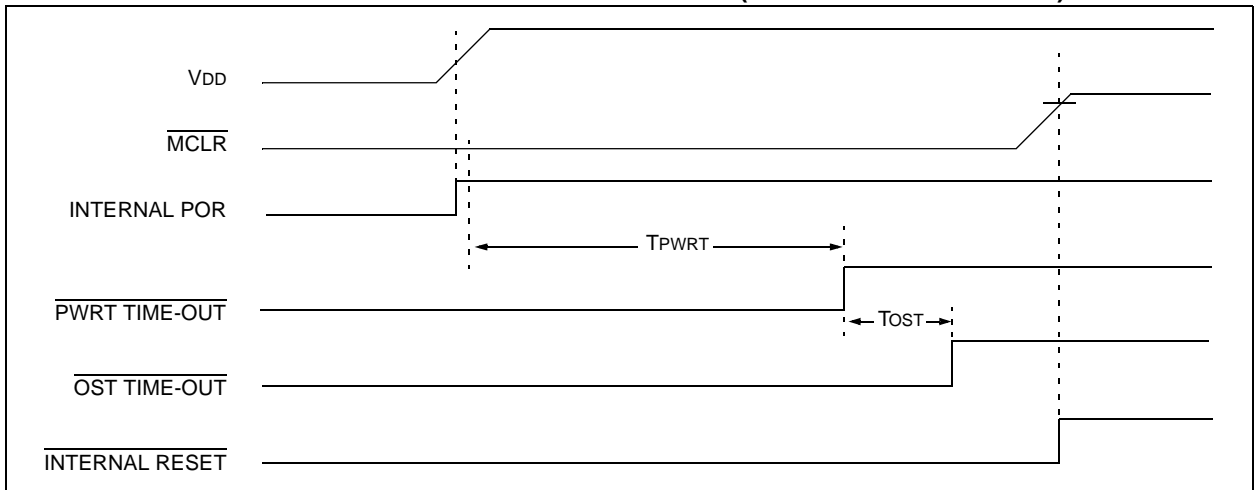 VDD
MCLR
INTERNAL POR
TPWRT
PWRT TIME-OUT
TOST
OST TIME-OUT
INTERNAL RESET